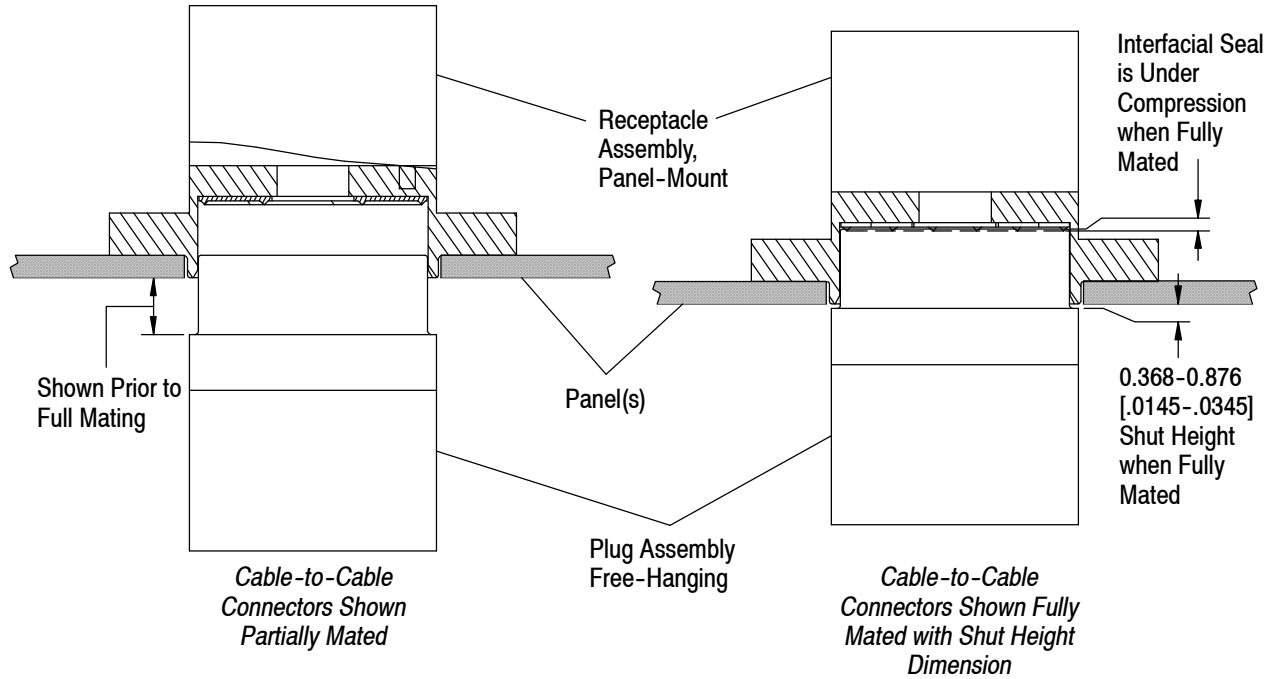 Interfacial Seal
is Under
Compression
when Fully
Mated
Receptacle
Assembly,
Panel-Mount
Shown Prior to
Full Mating
Panel(s)
0.368-0.876
[.0145-.0345]
Shut Height
when Fully
Mated
Plug Assembly
Free-Hanging
Cable-to-Cable
Connectors Shown
Partially Mated
Cable-to-Cable
Connectors Shown Fully
Mated with Shut Height
Dimension